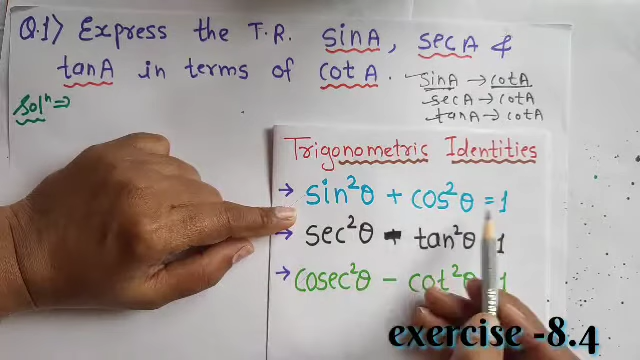 Q.1> Express the T.R. sinA, secA &
tanA in terms of cotA.
sinA → cotA
secA → cotA
tanA → cotA
Solⁿ ⇒
Trigonometric Identities
→ sin²θ + cos²θ = 1
→ sec²θ - tan²θ 1
→ cosec²θ - cot²θ 1
exercise -8.4